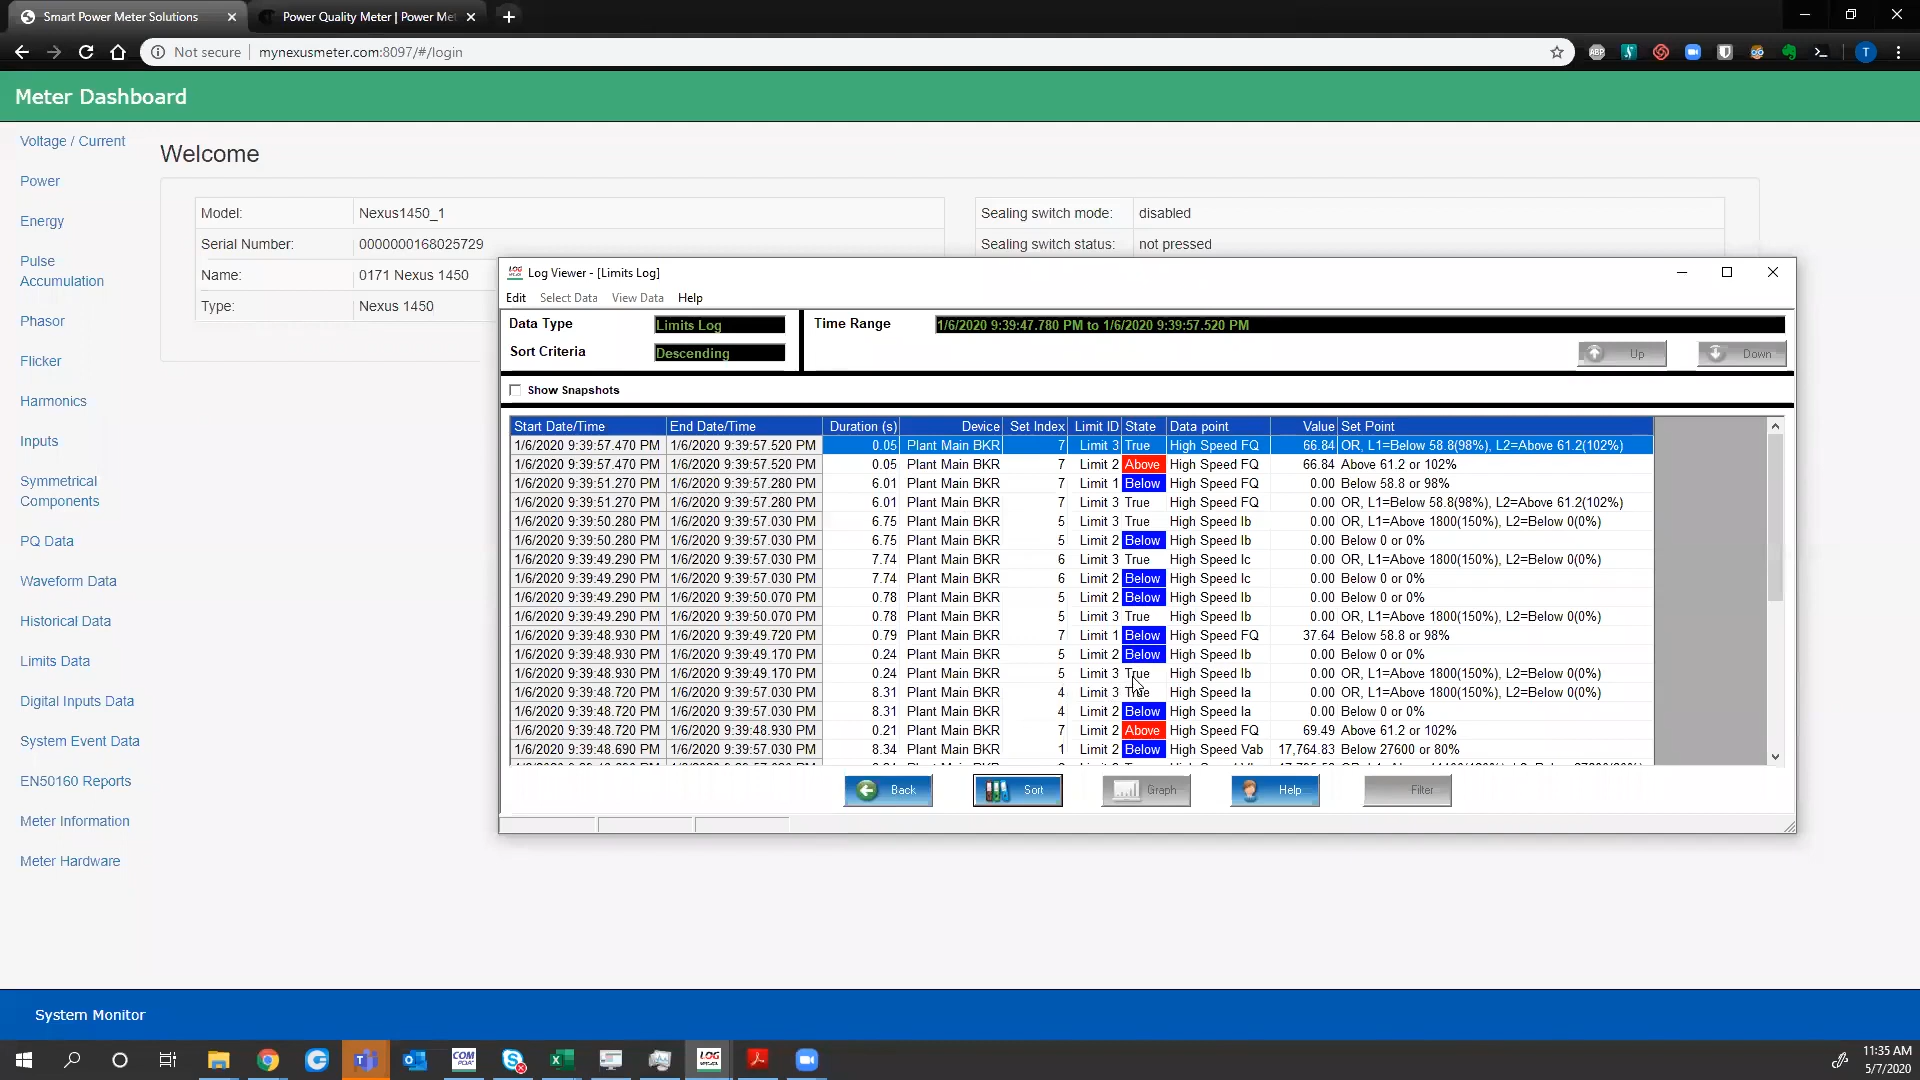 Smart Power Meter Solutions
Power Quality Meter | Power Me
Not secure
mynexusmeter.com:8097/#/login
ABP
T
Meter Dashboard
Voltage / Current
Power
Energy
Pulse
Accumulation
Phasor
Flicker
Harmonics
Inputs
Symmetrical
Components
PQ Data
Waveform Data
Historical Data
Limits Data
Digital Inputs Data
System Event Data
EN50160 Reports
Meter Information
Meter Hardware
Welcome
Model: Nexus1450_1
Serial Number: 0000000168025729
Name: 0171 Nexus 1450
Type: Nexus 1450
Sealing switch mode: disabled
Sealing switch status: not pressed
LOG
Log Viewer - [Limits Log]
Edit Select Data View Data Help
Data Type Limits Log
Sort Criteria Descending
Time Range 1/6/2020 9:39:47.780 PM to 1/6/2020 9:39:57.520 PM
Up Down
Show Snapshots
Start Date/Time End Date/Time Duration (s) Device Set Index Limit ID State Data point Value Set Point
1/6/2020 9:39:57.470 PM 1/6/2020 9:39:57.520 PM 0.05 Plant Main BKR 7 Limit 3 True High Speed FQ 66.84 OR, L1=Below 58.8(98%), L2=Above 61.2(102%)
1/6/2020 9:39:57.470 PM 1/6/2020 9:39:57.520 PM 0.05 Plant Main BKR 7 Limit 2 Above High Speed FQ 66.84 Above 61.2 or 102%
1/6/2020 9:39:51.270 PM 1/6/2020 9:39:57.280 PM 6.01 Plant Main BKR 7 Limit 1 Below High Speed FQ 0.00 Below 58.8 or 98%
1/6/2020 9:39:51.270 PM 1/6/2020 9:39:57.280 PM 6.01 Plant Main BKR 7 Limit 3 True High Speed FQ 0.00 OR, L1=Below 58.8(98%), L2=Above 61.2(102%)
1/6/2020 9:39:50.280 PM 1/6/2020 9:39:57.030 PM 6.75 Plant Main BKR 5 Limit 3 True High Speed Ib 0.00 OR, L1=Above 1800(150%), L2=Below 0(0%)
1/6/2020 9:39:50.280 PM 1/6/2020 9:39:57.030 PM 6.75 Plant Main BKR 5 Limit 2 Below High Speed Ib 0.00 Below 0 or 0%
1/6/2020 9:39:49.290 PM 1/6/2020 9:39:57.030 PM 7.74 Plant Main BKR 6 Limit 3 True High Speed Ic 0.00 OR, L1=Above 1800(150%), L2=Below 0(0%)
1/6/2020 9:39:49.290 PM 1/6/2020 9:39:57.030 PM 7.74 Plant Main BKR 6 Limit 2 Below High Speed Ic 0.00 Below 0 or 0%
1/6/2020 9:39:49.290 PM 1/6/2020 9:39:50.070 PM 0.78 Plant Main BKR 5 Limit 2 Below High Speed Ib 0.00 Below 0 or 0%
1/6/2020 9:39:49.290 PM 1/6/2020 9:39:50.070 PM 0.78 Plant Main BKR 5 Limit 3 True High Speed Ib 0.00 OR, L1=Above 1800(150%), L2=Below 0(0%)
1/6/2020 9:39:48.930 PM 1/6/2020 9:39:49.720 PM 0.79 Plant Main BKR 7 Limit 1 Below High Speed FQ 37.64 Below 58.8 or 98%
1/6/2020 9:39:48.930 PM 1/6/2020 9:39:49.170 PM 0.24 Plant Main BKR 5 Limit 2 Below High Speed Ib 0.00 Below 0 or 0%
1/6/2020 9:39:48.930 PM 1/6/2020 9:39:49.170 PM 0.24 Plant Main BKR 5 Limit 3 True High Speed Ib 0.00 OR, L1=Above 1800(150%), L2=Below 0(0%)
1/6/2020 9:39:48.720 PM 1/6/2020 9:39:57.030 PM 8.31 Plant Main BKR 4 Limit 3 True High Speed Ia 0.00 OR, L1=Above 1800(150%), L2=Below 0(0%)
1/6/2020 9:39:48.720 PM 1/6/2020 9:39:57.030 PM 8.31 Plant Main BKR 4 Limit 2 Below High Speed Ia 0.00 Below 0 or 0%
1/6/2020 9:39:48.720 PM 1/6/2020 9:39:48.930 PM 0.21 Plant Main BKR 7 Limit 2 Above High Speed FQ 69.49 Above 61.2 or 102%
1/6/2020 9:39:48.690 PM 1/6/2020 9:39:57.030 PM 8.34 Plant Main BKR 1 Limit 2 Below High Speed Vab 17,764.83 Below 27600 or 80%
Back Sort Graph Help Filter
System Monitor
COM
LOG
11:35 AM
5/7/2020